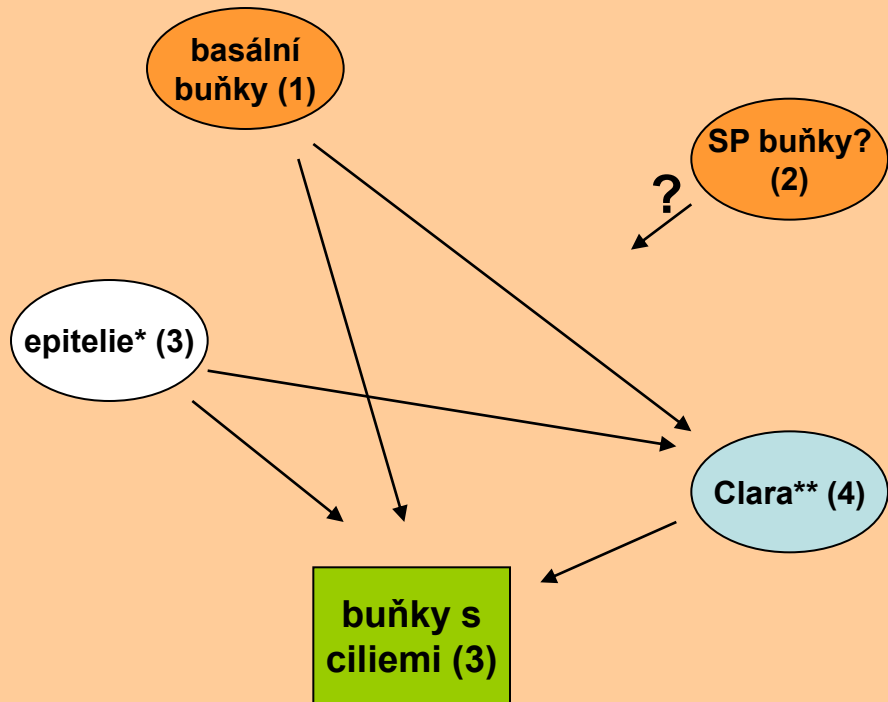 basální
buňky (1)
SP buňky?
(2)
?
epitelie* (3)
Clara** (4)
buňky s
ciliemi (3)